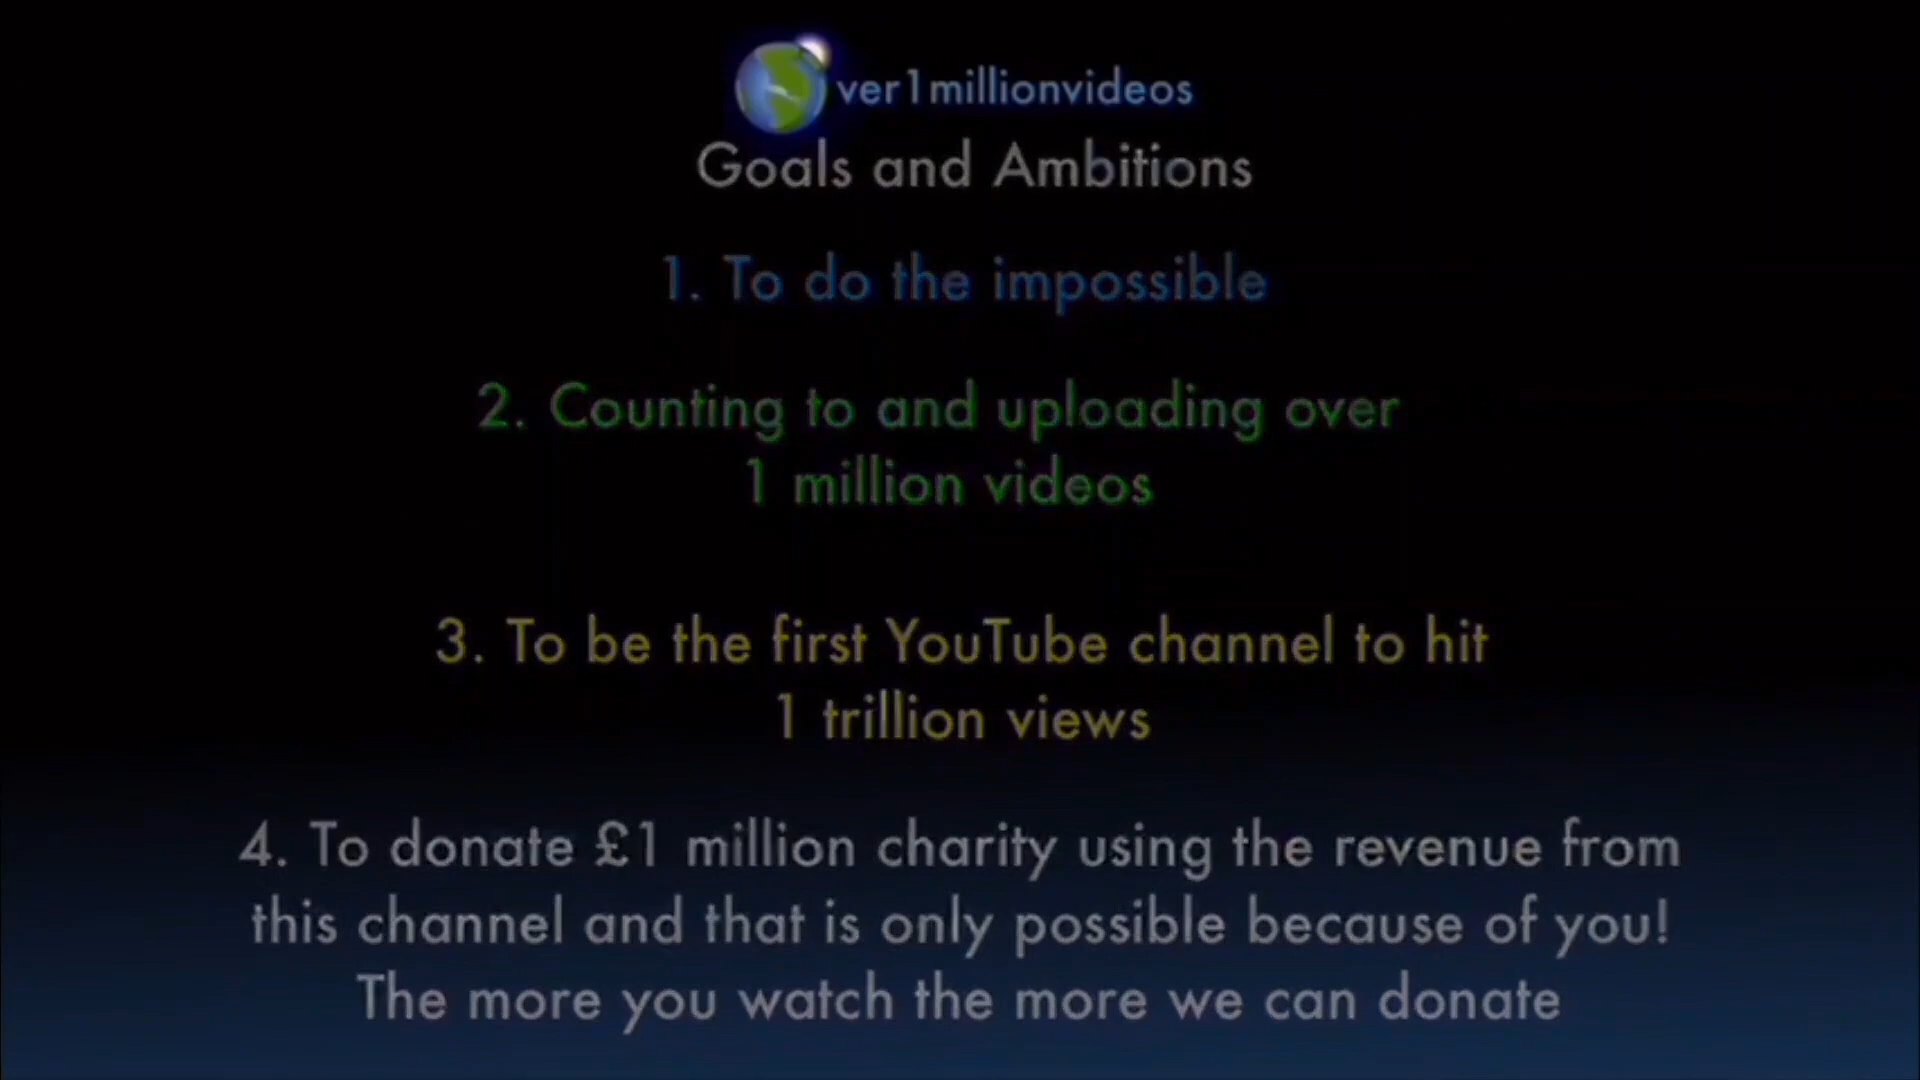 ver1millionvideos
Goals and Ambitions
1. To do the impossible
2. Counting to and uploading over
1 million videos
3. To be the first YouTube channel to hit
1 trillion views
4. To donate £1 million charity using the revenue from
this channel and that is only possible because of you!
The more you watch the more we can donate